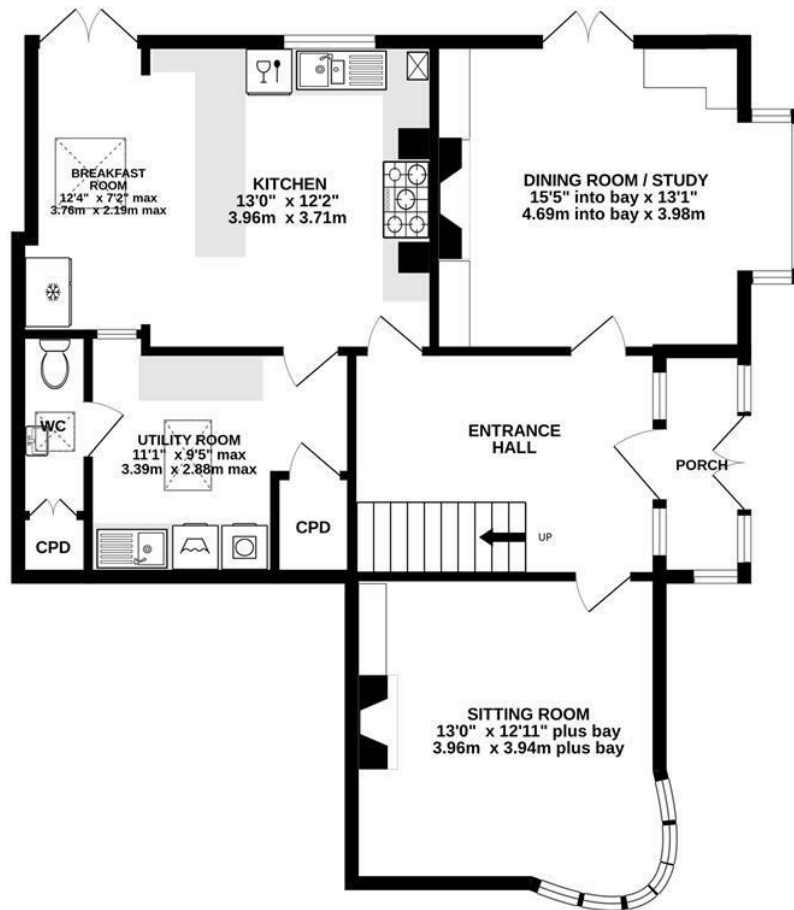 BREAKFAST
ROOM
12'4" x 7'2" max
3.76m x 2.19m max
KITCHEN
13'0" x 12'2"
3.96m x 3.71m
DINING ROOM / STUDY
15'5" into bay x 13'1"
4.69m into bay x 3.98m
WC
UTILITY ROOM
11'1" x 9'5" max
3.39m x 2.88m max
ENTRANCE
HALL
PORCH
CPD
CPD
UP
SITTING ROOM
13'0" x 12'11" plus bay
3.96m x 3.94m plus bay